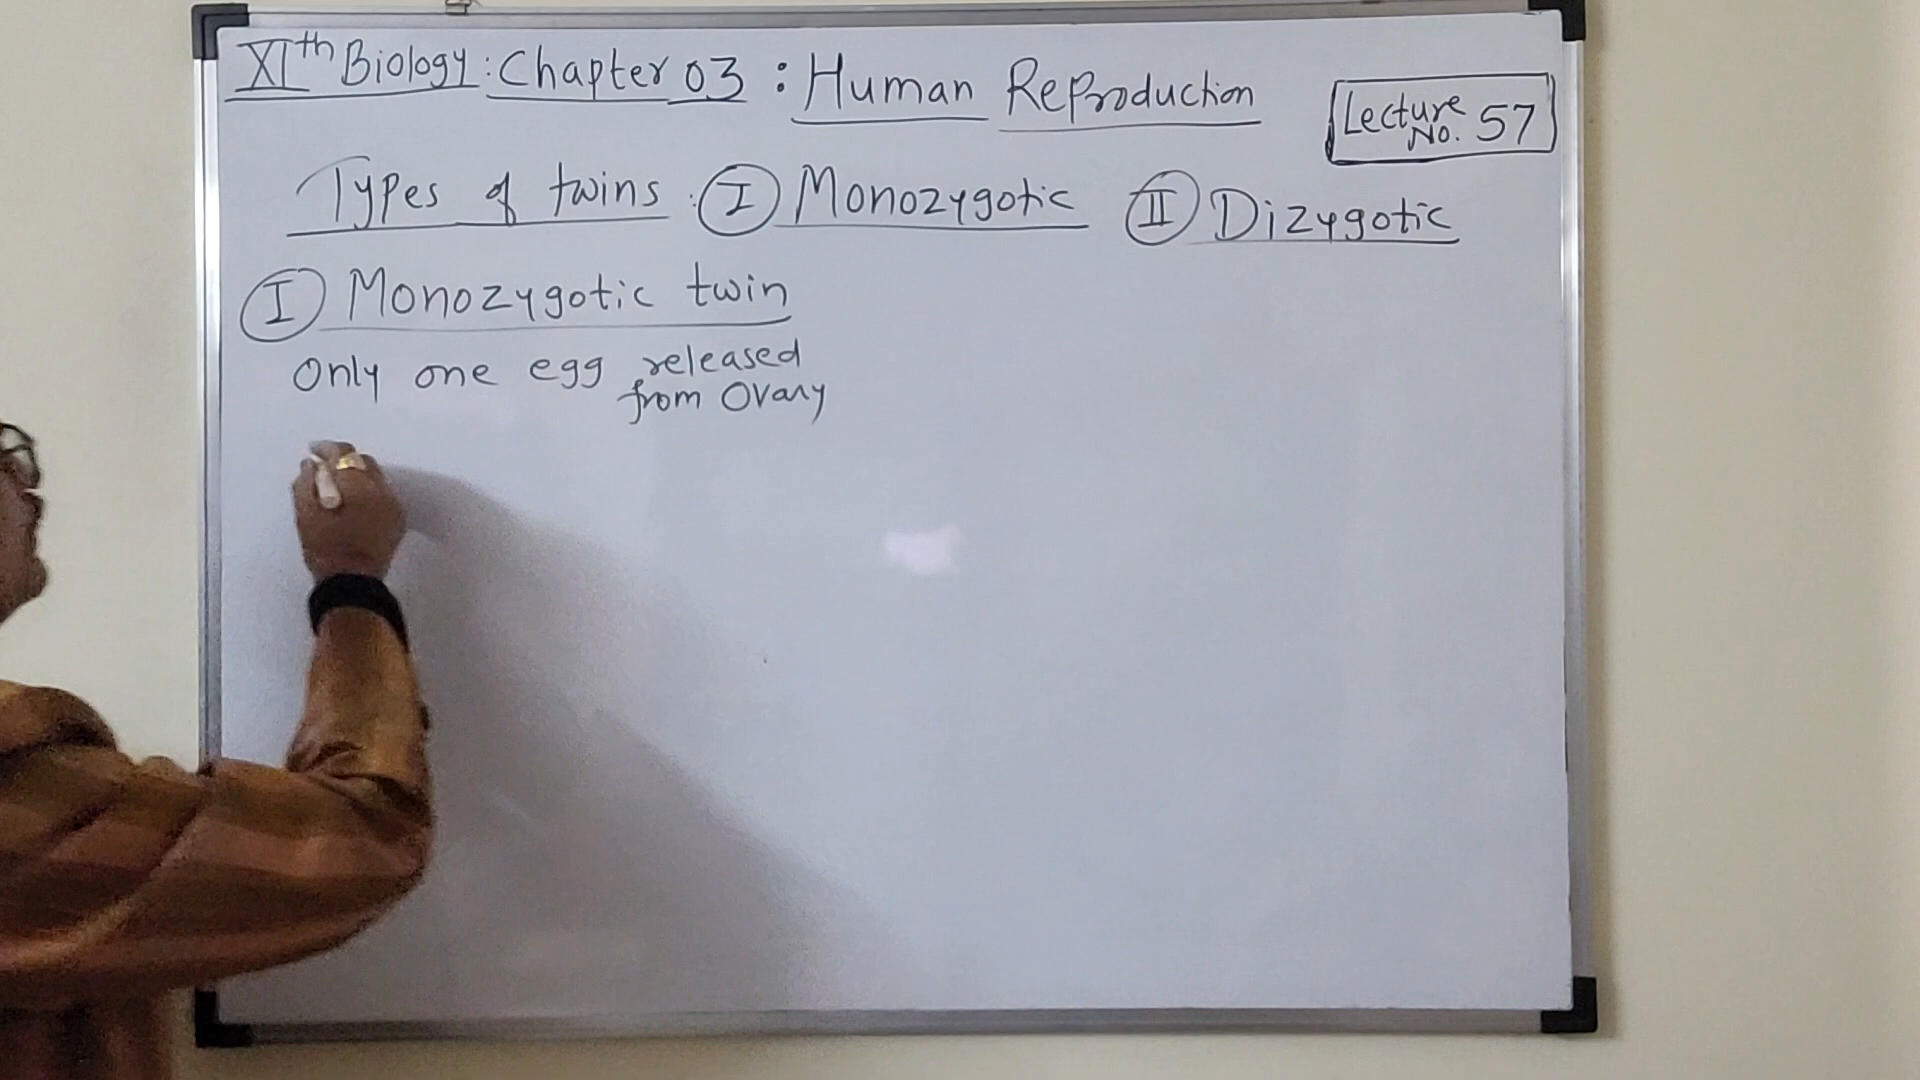 XIth Biology: Chapter 03 : Human Reproduction
Lecture No. 57
Types of twins : I Monozygotic II Dizygotic
I Monozygotic twin
Only one egg released
from Ovary